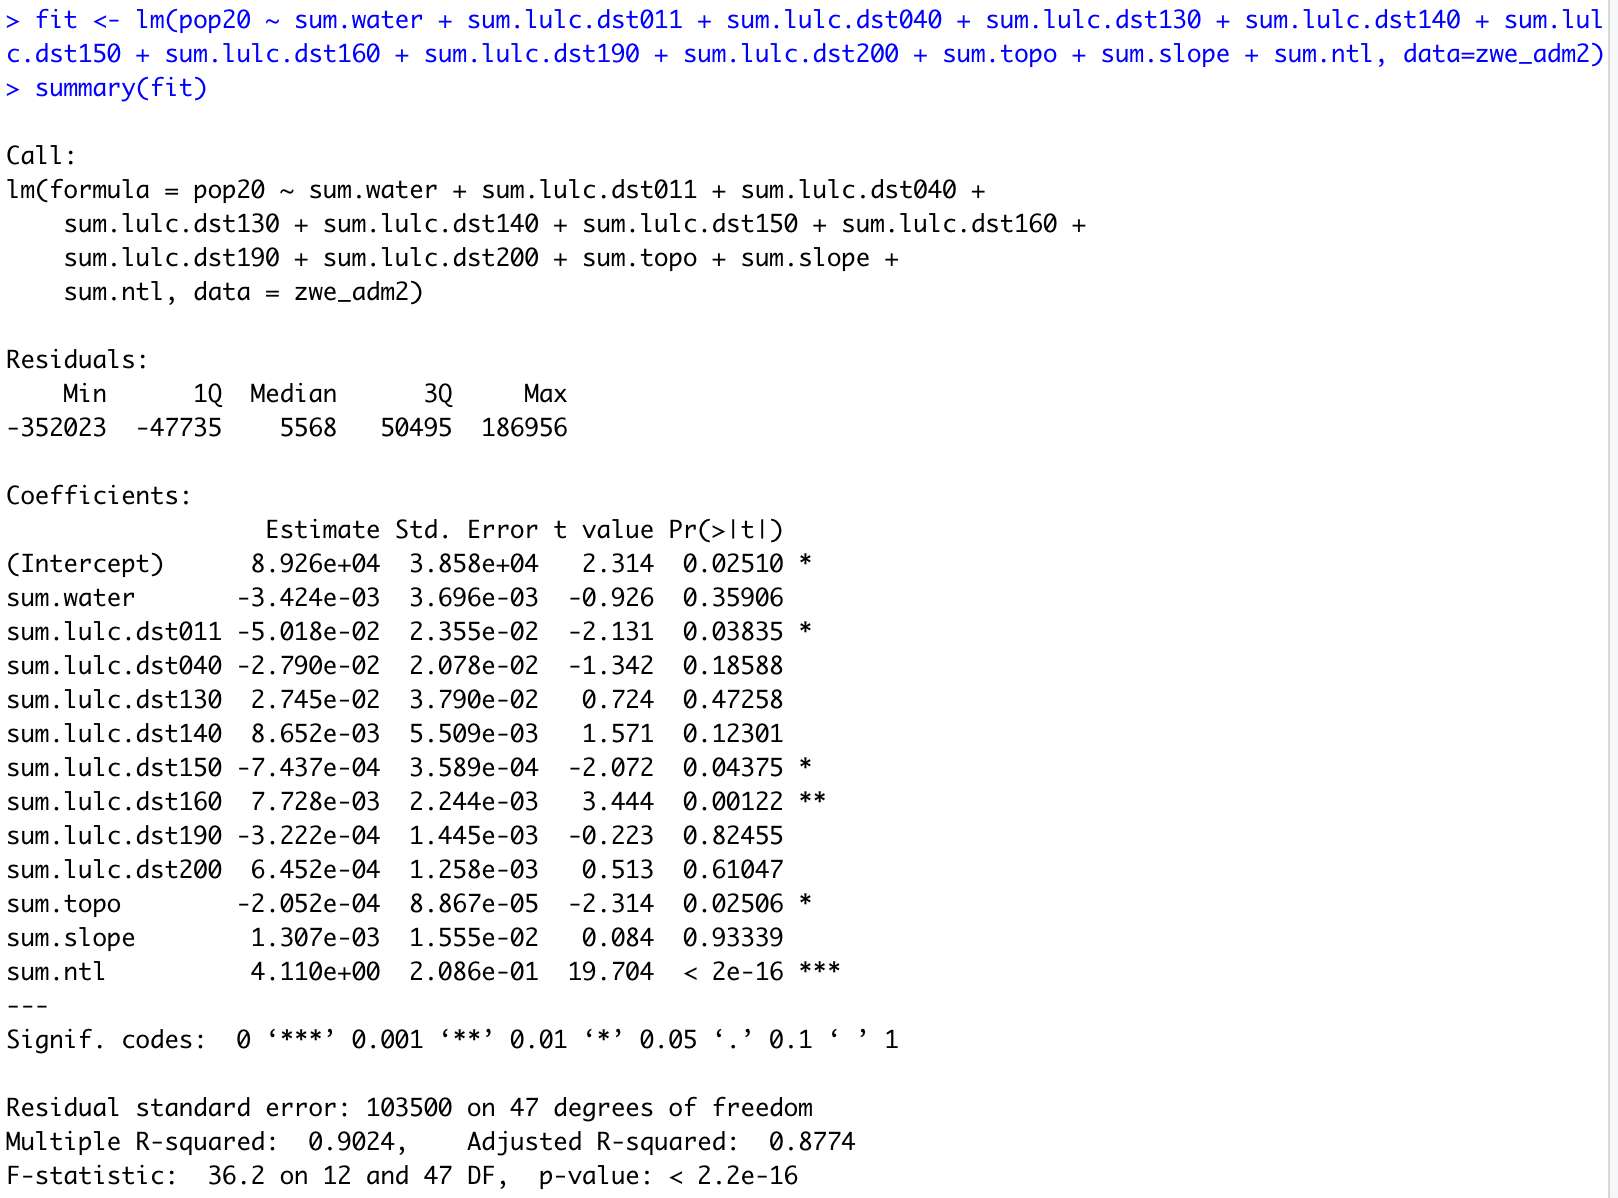 > fit <- lm(pop20 ~ sum.water + sum.lulc.dst011 + sum.lulc.dst040 + sum.lulc.dst130 + sum.lulc.dst140 + sum.lul
c.dst150 + sum.lulc.dst160 + sum.lulc.dst190 + sum.lulc.dst200 + sum.topo + sum.slope + sum.ntl, data=zwe_adm2)
> summary(fit)

Call:
lm(formula = pop20 ~ sum.water + sum.lulc.dst011 + sum.lulc.dst040 +
    sum.lulc.dst130 + sum.lulc.dst140 + sum.lulc.dst150 + sum.lulc.dst160 +
    sum.lulc.dst190 + sum.lulc.dst200 + sum.topo + sum.slope +
    sum.ntl, data = zwe_adm2)

Residuals:
    Min      1Q  Median      3Q     Max
-352023  -47735    5568   50495  186956

Coefficients:
                  Estimate Std. Error t value Pr(>|t|)
(Intercept)      8.926e+04  3.858e+04   2.314  0.02510 *
sum.water       -3.424e-03  3.696e-03  -0.926  0.35906
sum.lulc.dst011 -5.018e-02  2.355e-02  -2.131  0.03835 *
sum.lulc.dst040 -2.790e-02  2.078e-02  -1.342  0.18588
sum.lulc.dst130  2.745e-02  3.790e-02   0.724  0.47258
sum.lulc.dst140  8.652e-03  5.509e-03   1.571  0.12301
sum.lulc.dst150 -7.437e-04  3.589e-04  -2.072  0.04375 *
sum.lulc.dst160  7.728e-03  2.244e-03   3.444  0.00122 **
sum.lulc.dst190 -3.222e-04  1.445e-03  -0.223  0.82455
sum.lulc.dst200  6.452e-04  1.258e-03   0.513  0.61047
sum.topo        -2.052e-04  8.867e-05  -2.314  0.02506 *
sum.slope        1.307e-03  1.555e-02   0.084  0.93339
sum.ntl          4.110e+00  2.086e-01  19.704  < 2e-16 ***
---
Signif. codes:  0 ‘***’ 0.001 ‘**’ 0.01 ‘*’ 0.05 ‘.’ 0.1 ‘ ’ 1

Residual standard error: 103500 on 47 degrees of freedom
Multiple R-squared:  0.9024,    Adjusted R-squared:  0.8774
F-statistic:  36.2 on 12 and 47 DF,  p-value: < 2.2e-16